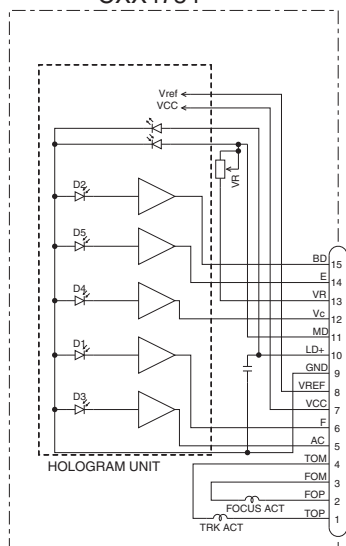 Vref
VCC
VR
D2
D5
D4
D1
D3
HOLOGRAM UNIT
BD 15
E 14
VR 13
Vc 12
MD 11
LD+ 10
GND 9
VREF 8
VCC 7
F 6
AC 5
TOM 4
FOM 3
FOP 2
FOCUS ACT
TOP 1
TRK ACT